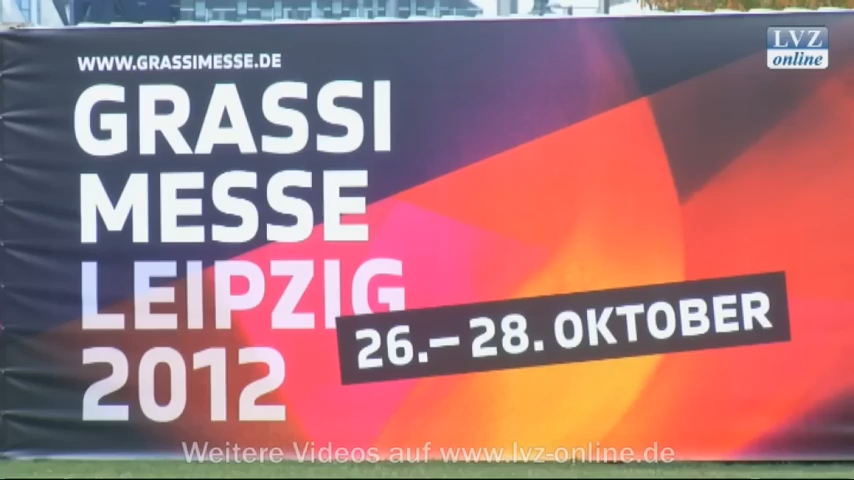 WWW.GRASSIMESSE.DE
LVZ
online
GRASSI
MESSE
LEIPZIG
2012
26.– 28. OKTOBER
Weitere Videos auf www.lvz-online.de